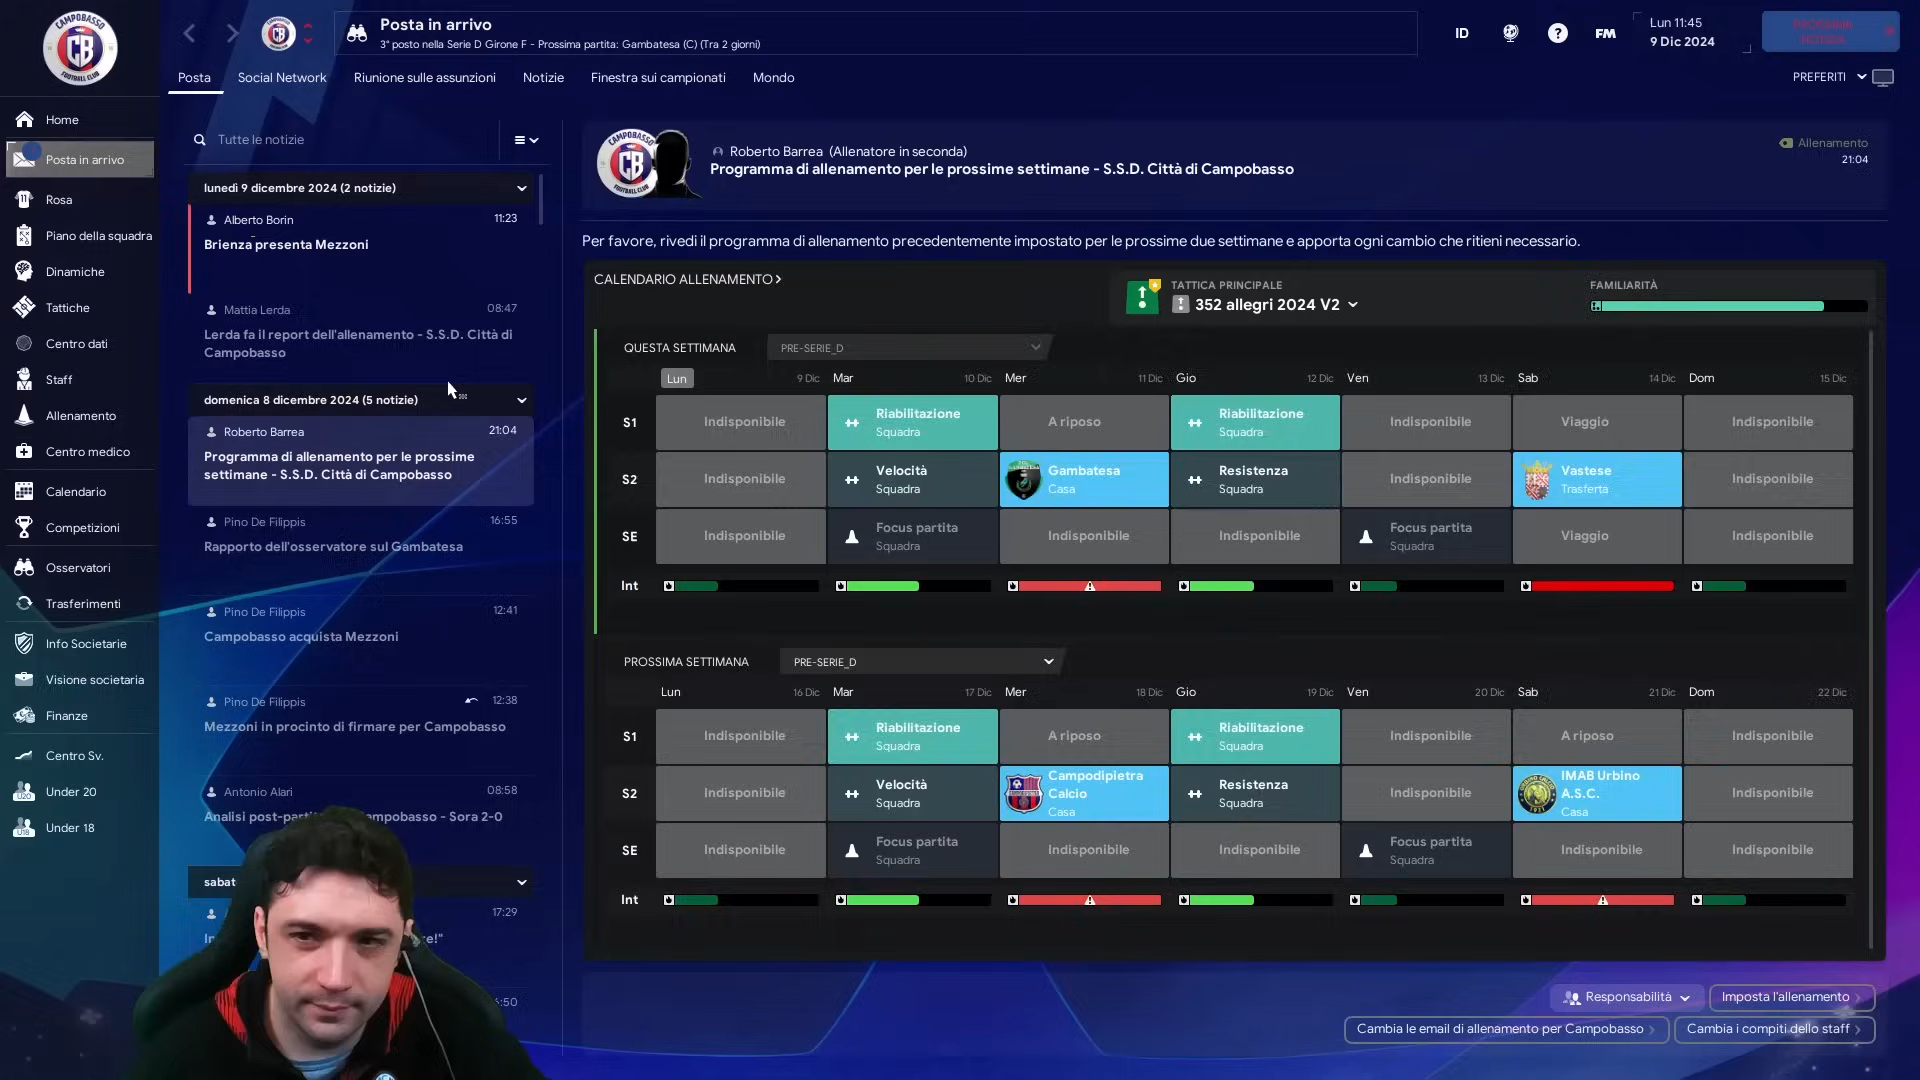 CAMPOBASSO
CB
FOOTBALL CLUB
Posta in arrivo
3° posto nella Serie D Girone F - Prossima partita: Gambatesa (C) (Tra 2 giorni)
ID
FM
Lun 11:45
9 Dic 2024
Posta
Social Network
Riunione sulle assunzioni
Notizie
Finestra sui campionati
Mondo
PREFERITI
Home
Posta in arrivo
Rosa
Piano della squadra
Dinamiche
Tattiche
Centro dati
Staff
Allenamento
Centro medico
Calendario
Competizioni
Osservatori
Trasferimenti
Info Societarie
Visione societaria
Finanze
Centro Sv.
Under 20
Under 18
Tutte le notizie
lunedì 9 dicembre 2024 (2 notizie)
Alberto Borin 11:23
Brienza presenta Mezzoni
Mattia Lerda 08:47
Lerda fa il report dell'allenamento - S.S.D. Città di
Campobasso
domenica 8 dicembre 2024 (5 notizie)
Roberto Barrea 21:04
Programma di allenamento per le prossime
settimane - S.S.D. Città di Campobasso
Pino De Filippis 16:55
Rapporto dell'osservatore sul Gambatesa
Pino De Filippis 12:41
Campobasso acquista Mezzoni
Pino De Filippis 12:38
Mezzoni in procinto di firmare per Campobasso
Antonio Alari 08:58
Analisi post-parti mpobasso - Sora 2-0
sabat
17:29
re!"
:50
Roberto Barrea (Allenatore in seconda)
Programma di allenamento per le prossime settimane - S.S.D. Città di Campobasso
Allenamento
21:04
Per favore, rivedi il programma di allenamento precedentemente impostato per le prossime due settimane e apporta ogni cambio che ritieni necessario.
CALENDARIO ALLENAMENTO
TATTICA PRINCIPALE
352 allegri 2024 V2
FAMILIARITÀ
QUESTA SETTIMANA PRE-SERIE_D
Lun 9 Dic Mar 10 Dic Mer 11 Dic Gio 12 Dic Ven 13 Dic Sab 14 Dic Dom 15 Dic
S1 Indisponibile Riabilitazione Squadra A riposo Riabilitazione Squadra Indisponibile Viaggio Indisponibile
S2 Indisponibile Velocità Squadra Gambatesa Casa Resistenza Squadra Indisponibile Vastese Trasferta Indisponibile
SE Indisponibile Focus partita Squadra Indisponibile Indisponibile Focus partita Squadra Viaggio Indisponibile
Int
PROSSIMA SETTIMANA PRE-SERIE_D
Lun 16 Dic Mar 17 Dic Mer 18 Dic Gio 19 Dic Ven 20 Dic Sab 21 Dic Dom 22 Dic
S1 Indisponibile Riabilitazione Squadra A riposo Riabilitazione Squadra Indisponibile A riposo Indisponibile
S2 Indisponibile Velocità Squadra Campodipietra Calcio Casa Resistenza Squadra Indisponibile IMAB Urbino A.S.C. Casa Indisponibile
SE Indisponibile Focus partita Squadra Indisponibile Indisponibile Focus partita Squadra Indisponibile Indisponibile
Int
Responsabilità
Imposta l'allenamento
Cambia le email di allenamento per Campobasso
Cambia i compiti dello staff